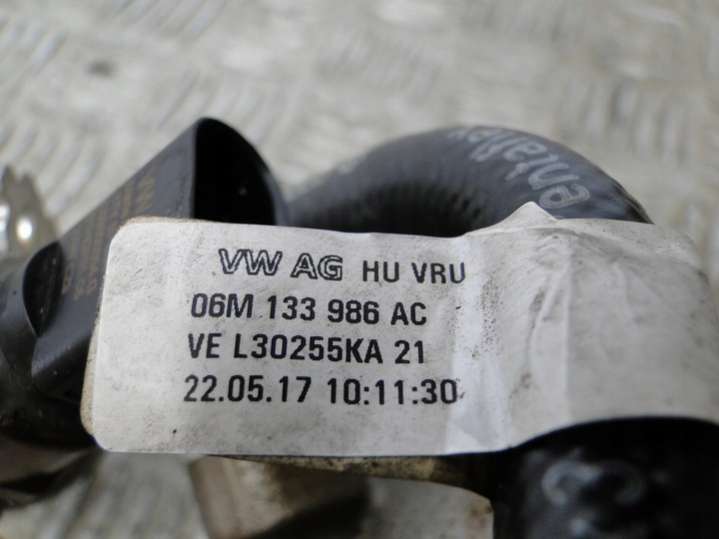 VW AG HU VRU
06M 133 986 AC
VE L30255KA 21
22.05.17 10:11:30